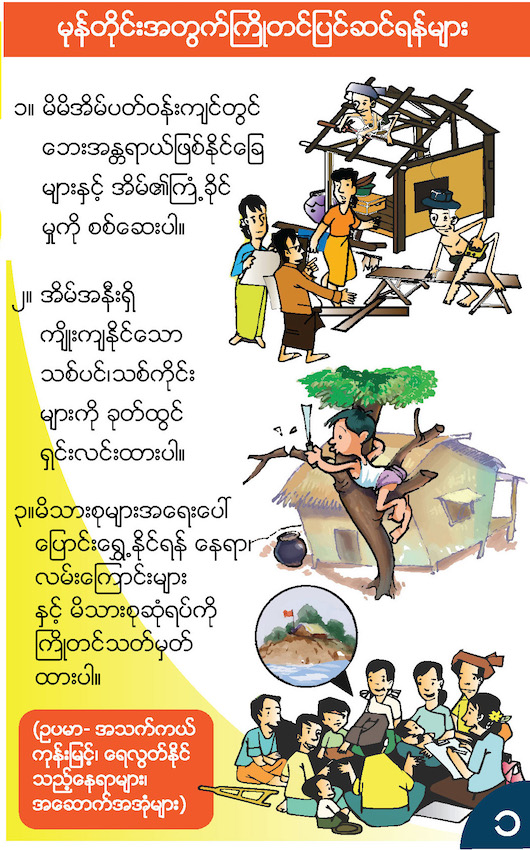 မုန်တိုင်းအတွက်ကြိုတင်ပြင်ဆင်ရန်များ
၁။ မိမိအိမ်ပတ်ဝန်းကျင်တွင်
ဘေးအန္တရာယ်ဖြစ်နိုင်ခြေ
များနှင့် အိမ်၏ကြံ့ခိုင်
မှုကို စစ်ဆေးပါ။
၂။ အိမ်အနီးရှိ
ကျိုးကျနိုင်သော
သစ်ပင်၊သစ်ကိုင်း
များကို ခုတ်ထွင်
ရှင်းလင်းထားပါ။
၃။မိသားစုများအရေးပေါ်
ပြောင်းရွှေ့နိုင်ရန် နေရာ၊
လမ်းကြောင်းများ
နှင့် မိသားစုဆုံရပ်ကို
ကြိုတင်သတ်မှတ်
ထားပါ။
(ဥပမာ- အသက်ကယ်
ကုန်းမြင့်၊ ရေလွတ်နိုင်
သည့်နေရာများ၊
အဆောက်အအုံများ)
၁